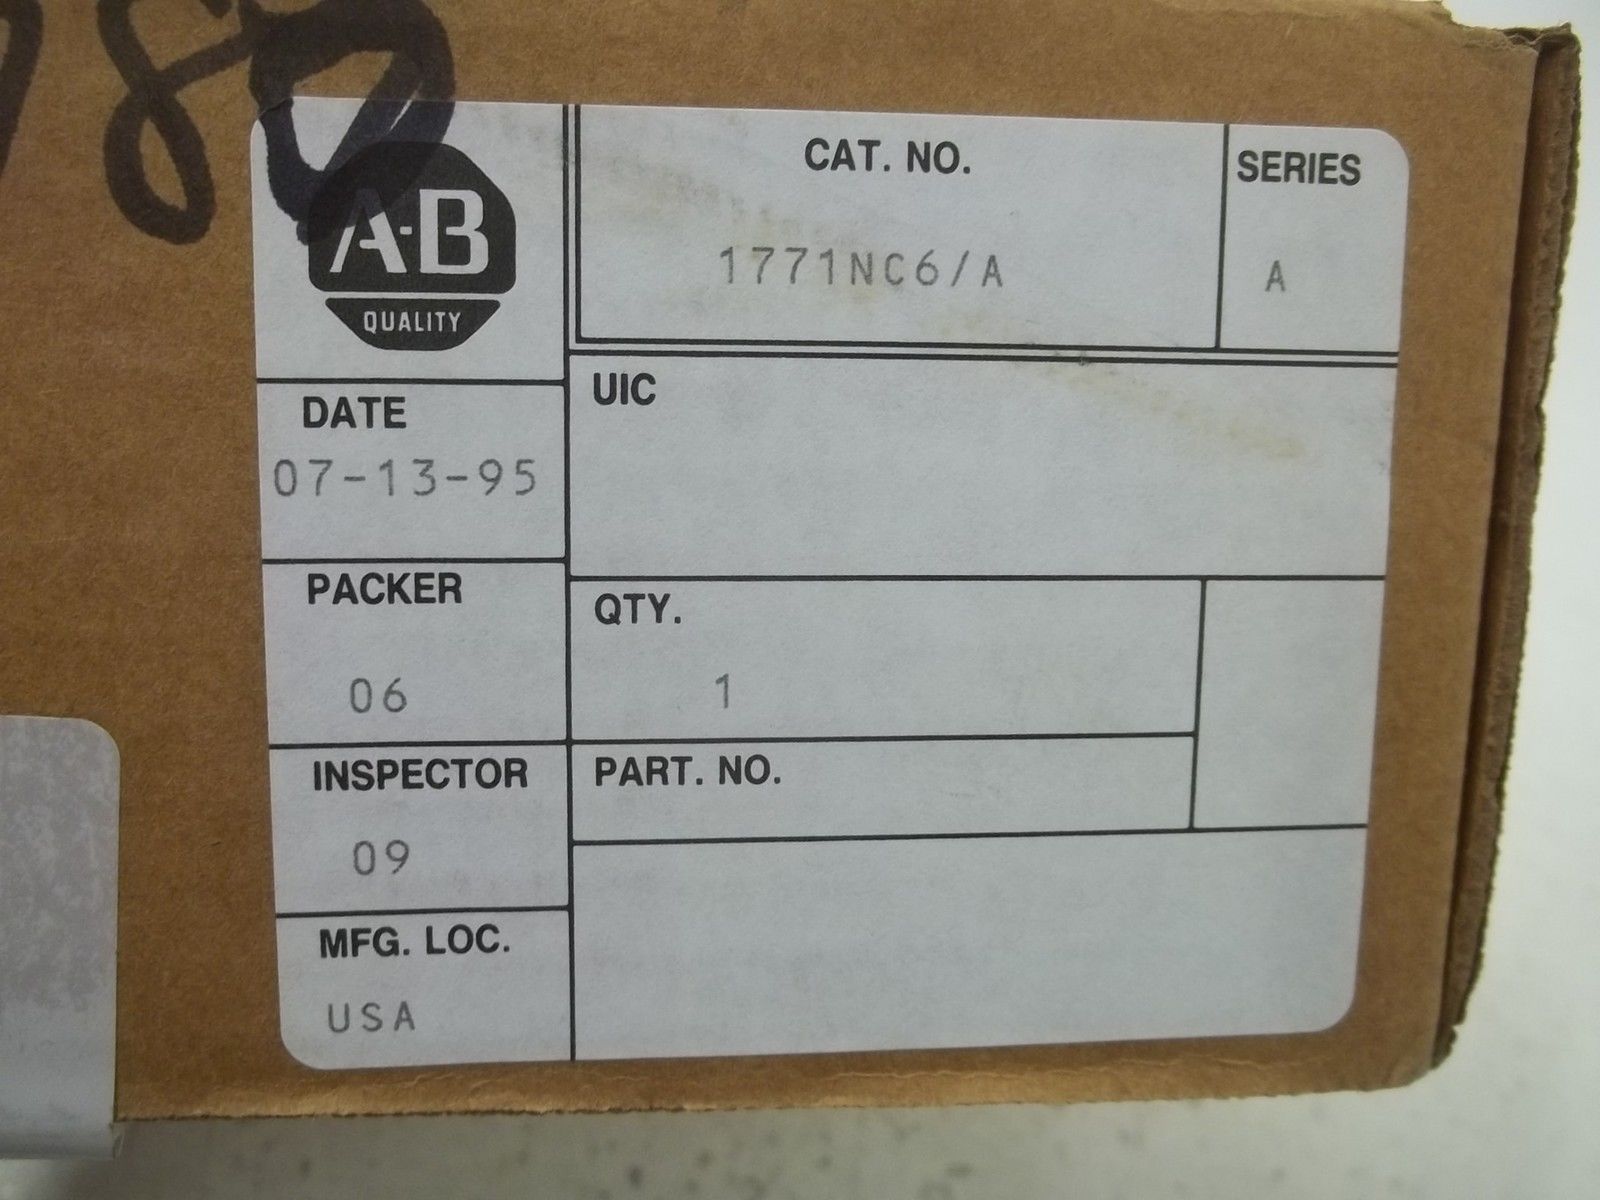 A-B
QUALITY
CAT. NO.
1771NC6/A
SERIES
A
DATE
07-13-95
UIC
PACKER
06
QTY.
1
INSPECTOR
09
PART. NO.
MFG. LOC.
USA